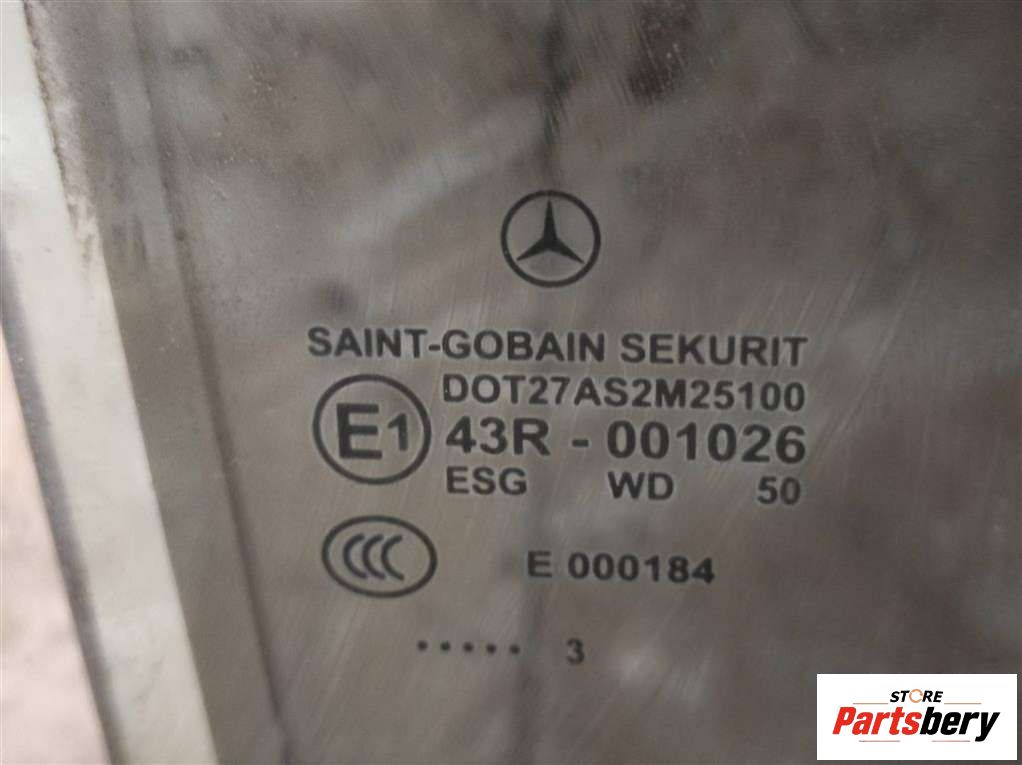 SAINT-GOBAIN SEKURIT
DOT27AS2M25100
E1 43R - 001026
ESG WD 50
CCC E 000184
••••• 3
STORE
Partsbery